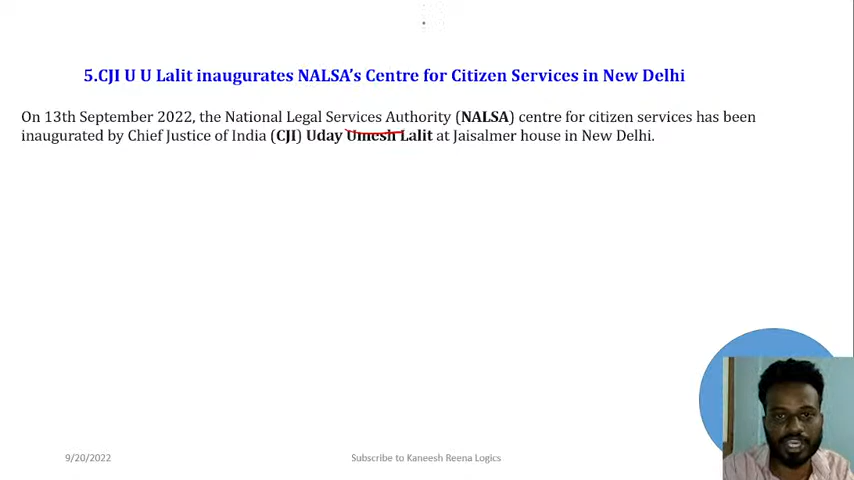 5.CJI U U Lalit inaugurates NALSA’s Centre for Citizen Services in New Delhi
On 13th September 2022, the National Legal Services Authority (NALSA) centre for citizen services has been
inaugurated by Chief Justice of India (CJI) Uday Umesh Lalit at Jaisalmer house in New Delhi.
9/20/2022
Subscribe to Kaneesh Reena Logics